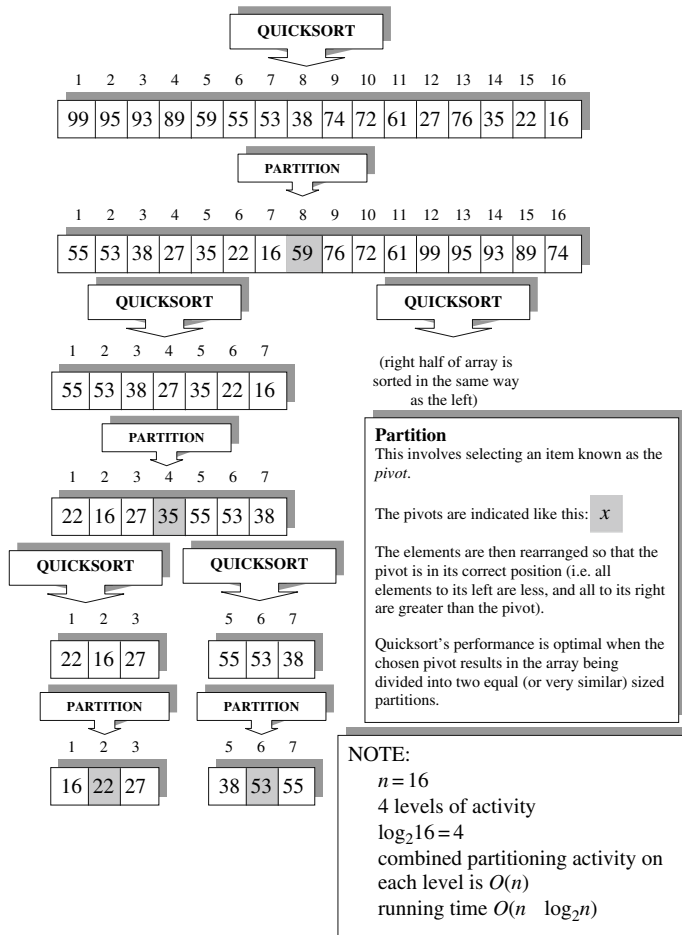 QUICKSORT
1 2 3 4 5 6 7 8 9 10 11 12 13 14 15 16
99 95 93 89 59 55 53 38 74 72 61 27 76 35 22 16
PARTITION
1 2 3 4 5 6 7 8 9 10 11 12 13 14 15 16
55 53 38 27 35 22 16 59 76 72 61 99 95 93 89 74
QUICKSORT
QUICKSORT
1 2 3 4 5 6 7
55 53 38 27 35 22 16
(right half of array is
sorted in the same way
as the left)
PARTITION
1 2 3 4 5 6 7
22 16 27 35 55 53 38
QUICKSORT
QUICKSORT
1 2 3
5 6 7
22 16 27
55 53 38
PARTITION
PARTITION
1 2 3
5 6 7
16 22 27
38 53 55
Partition
This involves selecting an item known as the
pivot.
The pivots are indicated like this: x
The elements are then rearranged so that the
pivot is in its correct position (i.e. all
elements to its left are less, and all to its right
are greater than the pivot).
Quicksort's performance is optimal when the
chosen pivot results in the array being
divided into two equal (or very similar) sized
partitions.
NOTE:
n = 16
4 levels of activity
log₂16 = 4
combined partitioning activity on
each level is O(n)
running time O(n log₂n)